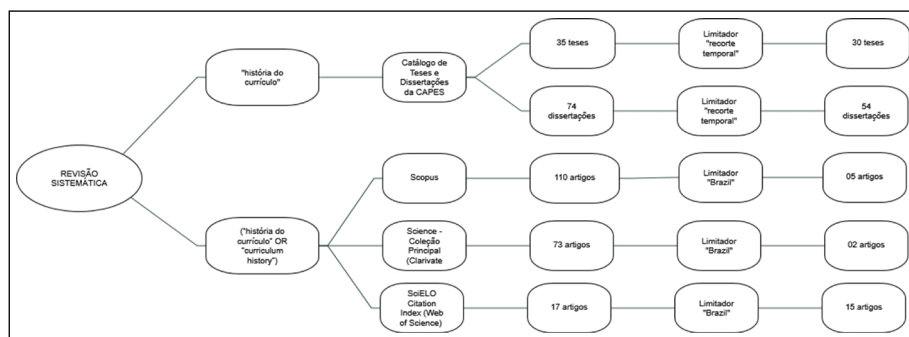 REVISÃO
SISTEMÁTICA
"história do
currículo"
Catálogo de
Teses e
Dissertações
da CAPES
35 teses
Limitador
"recorte
temporal"
30 teses
74
dissertações
Limitador
"recorte
temporal"
54
dissertações
("história do
currículo" OR
"curriculum
history")
Scopus
110 artigos
Limitador
"Brazil"
05 artigos
Science -
Coleção
Principal
(Clarivate
73 artigos
Limitador
"Brazil"
02 artigos
SciELO
Citation
Index (Web
of Science)
17 artigos
Limitador
"Brazil"
15 artigos